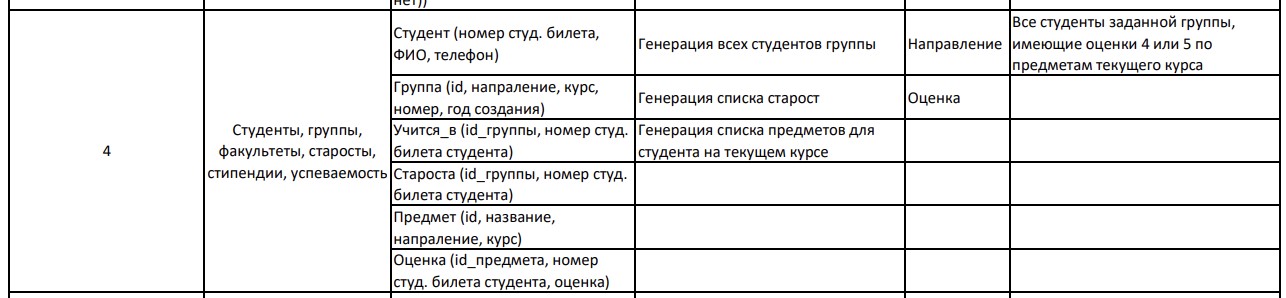 нет))
4
Студенты, группы,
факультеты, старосты,
стипендии, успеваемость
Студент (номер студ. билета,
ФИО, телефон)
Генерация всех студентов группы
Направление
Все студенты заданной группы,
имеющие оценки 4 или 5 по
предметам текущего курса
Группа (id, напраление, курс,
номер, год создания)
Генерация списка старост
Оценка
Учится_в (id_группы, номер студ.
билета студента)
Генерация списка предметов для
студента на текущем курсе
Староста (id_группы, номер студ.
билета студента)
Предмет (id, название,
напраление, курс)
Оценка (id_предмета, номер
студ. билета студента, оценка)